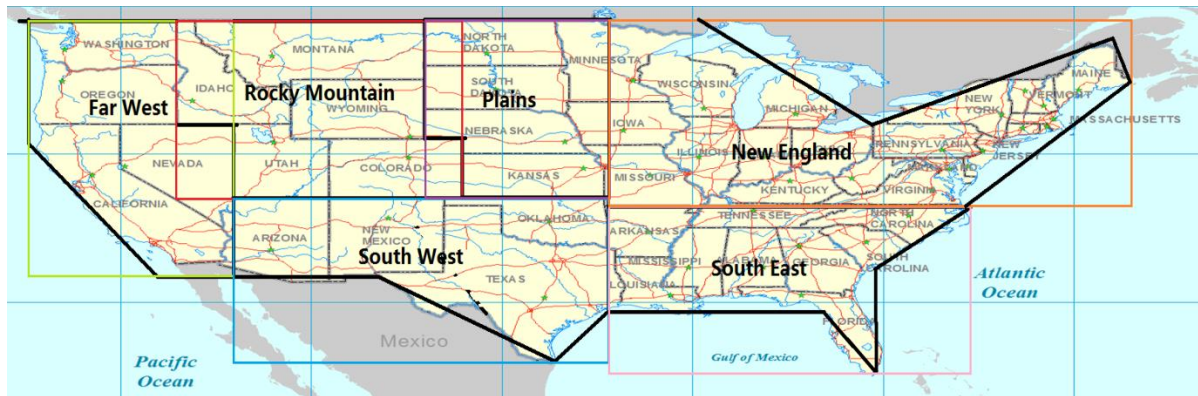 WASHINGTON
MONTANA
NORTH
DAKOTA
MINNESOTA
MAINE
OREGON
IDAHO
Far West
Rocky Mountain
WYOMING
SOUTH
DAKOTA
Plains
WISCONSIN
MICHIGAN
NEW
YORK
VERMONT
MASSACHUSETTS
NEBRASKA
IOWA
ILLINOIS
New England
PENNSYLVANIA
NEW
JERSEY
NEVADA
UTAH
COLORADO
KANSAS
MISSOURI
KENTUCKY
VIRGINIA
MARYLAND
CALIFORNIA
ARIZONA
NEW
MEXICO
OKLAHOMA
ARKANSAS
TENNESSEE
NORTH
CAROLINA
South West
TEXAS
MISSISSIPPI
ALABAMA
GEORGIA
SOUTH
CAROLINA
South East
LOUISIANA
FLORIDA
Atlantic
Ocean
Mexico
Pacific
Ocean
Gulf of Mexico